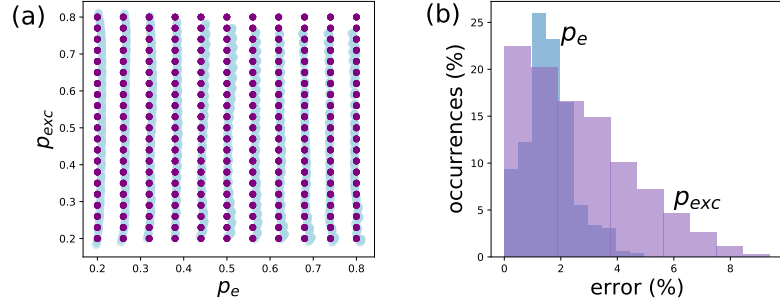 (a)
0.8
0.7
0.6
0.5
0.4
0.3
0.2
p_exc
0.2 0.3 0.4 0.5 0.6 0.7 0.8
p_e
(b)
25
20
15
10
5
0
occurrences (%)
p_e
p_exc
0 2 4 6 8
error (%)